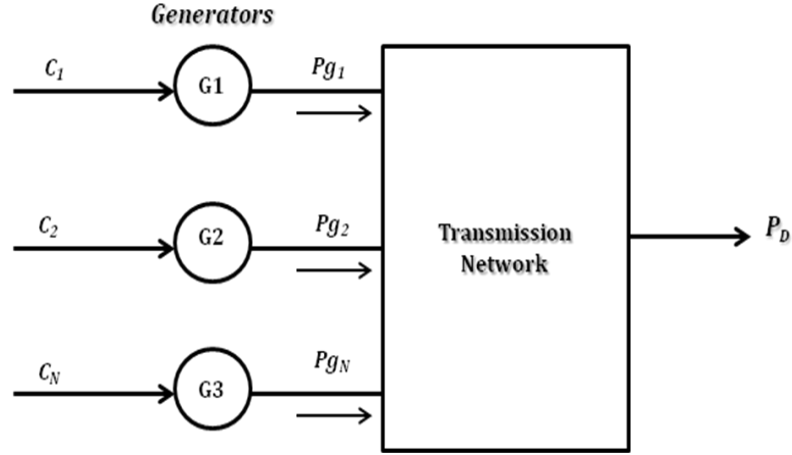 Generators
C1
G1
Pg1
C2
G2
Pg2
Transmission
Network
PD
CN
G3
PgN